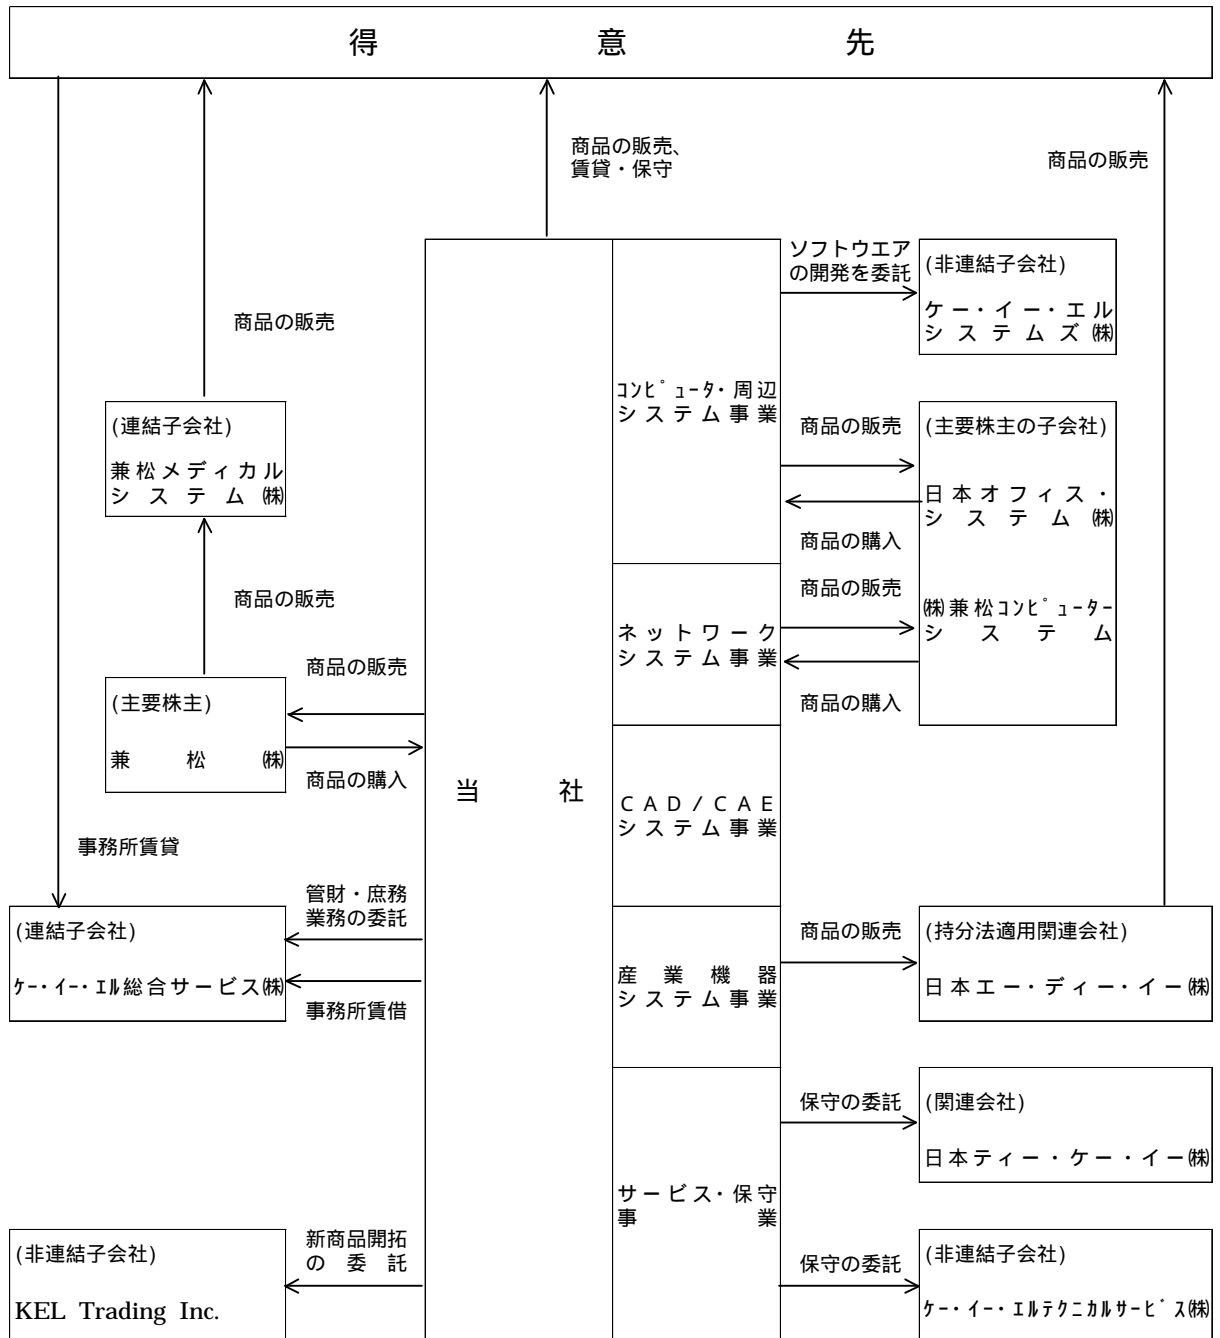 得意先
商品の販売、
賃貸・保守
商品の販売
ソフトウエア
の開発を委託
(非連結子会社)
ケー・イー・エル
システムズ㈱
商品の販売
コンピュータ・周辺
システム事業
(連結子会社)
兼松メディカル
システム㈱
商品の販売
(主要株主の子会社)
日本オフィス・
システム㈱
商品の購入
商品の販売
商品の販売
㈱兼松コンピューター
システム
ネットワーク
システム事業
商品の購入
商品の販売
(主要株主)
兼松㈱
商品の購入
当社
CAD/CAE
システム事業
事務所賃貸
管財・庶務
業務の委託
(連結子会社)
ケー・イー・エル総合サービス㈱
事務所賃借
産業機器
システム事業
商品の販売
(持分法適用関連会社)
日本エー・ディー・イー㈱
保守の委託
(関連会社)
日本ティー・ケー・イー㈱
サービス・保守
事業
新商品開拓
の委託
(非連結子会社)
KEL Trading Inc.
保守の委託
(非連結子会社)
ケー・イー・エルテクニカルサービス㈱